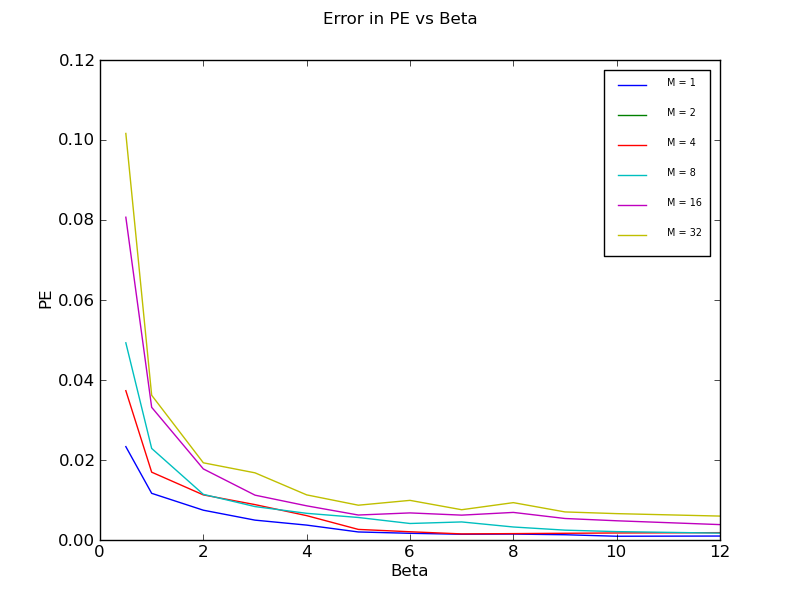 Error in PE vs Beta
0.12
0.10
0.08
0.06
0.04
0.02
0.00
PE
M = 1
M = 2
M = 4
M = 8
M = 16
M = 32
0 2 4 6 8 10 12
Beta